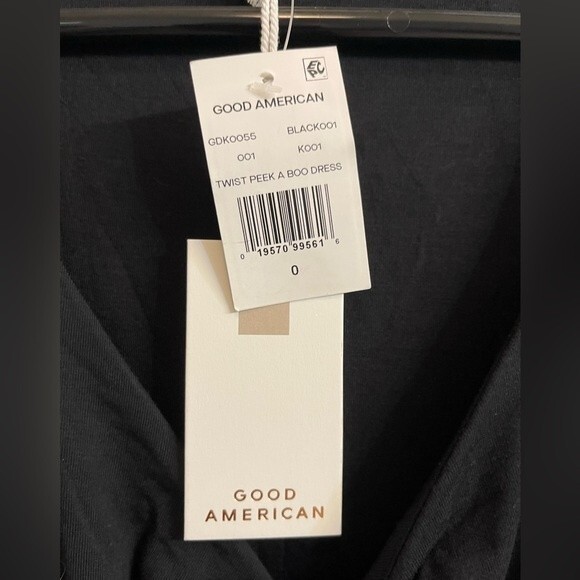 GOOD AMERICAN
GDK0055 BLACK001
001 K001
TWIST PEEK A BOO DRESS
0 19570 99561 6
0
GOOD
AMERICAN